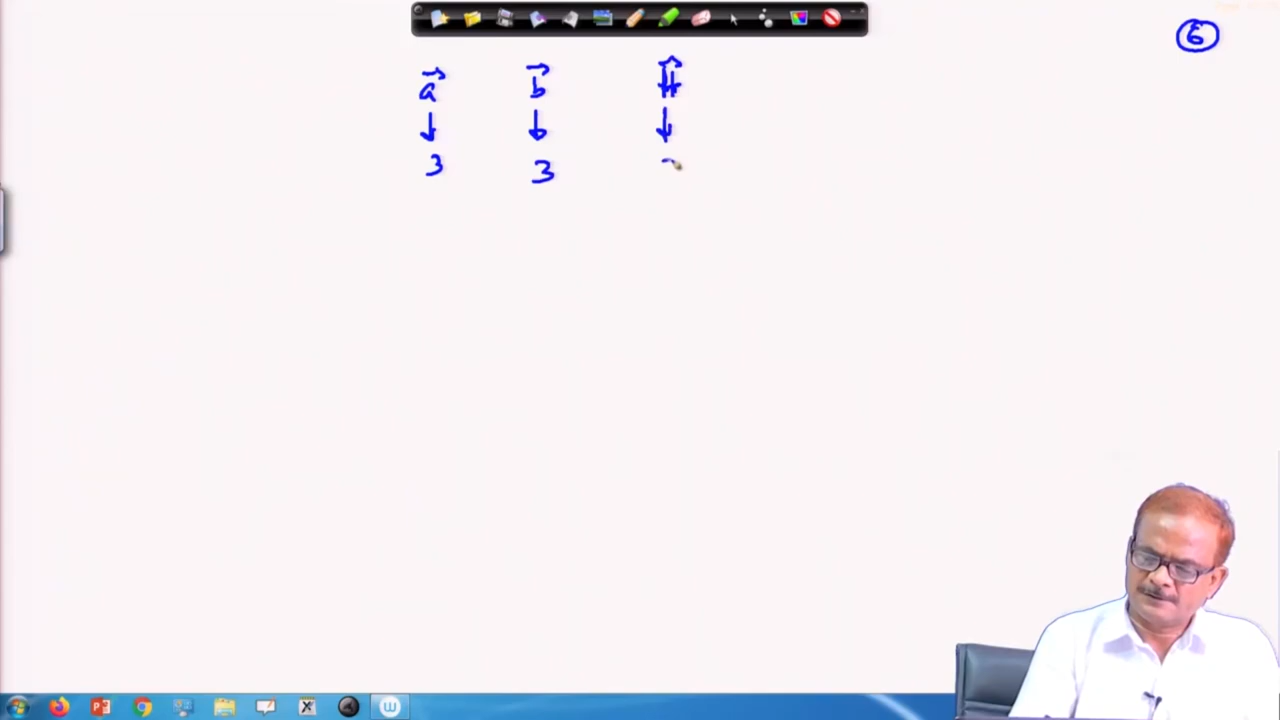 ⑥
→a →b →H
↓ ↓ ↓
3 3